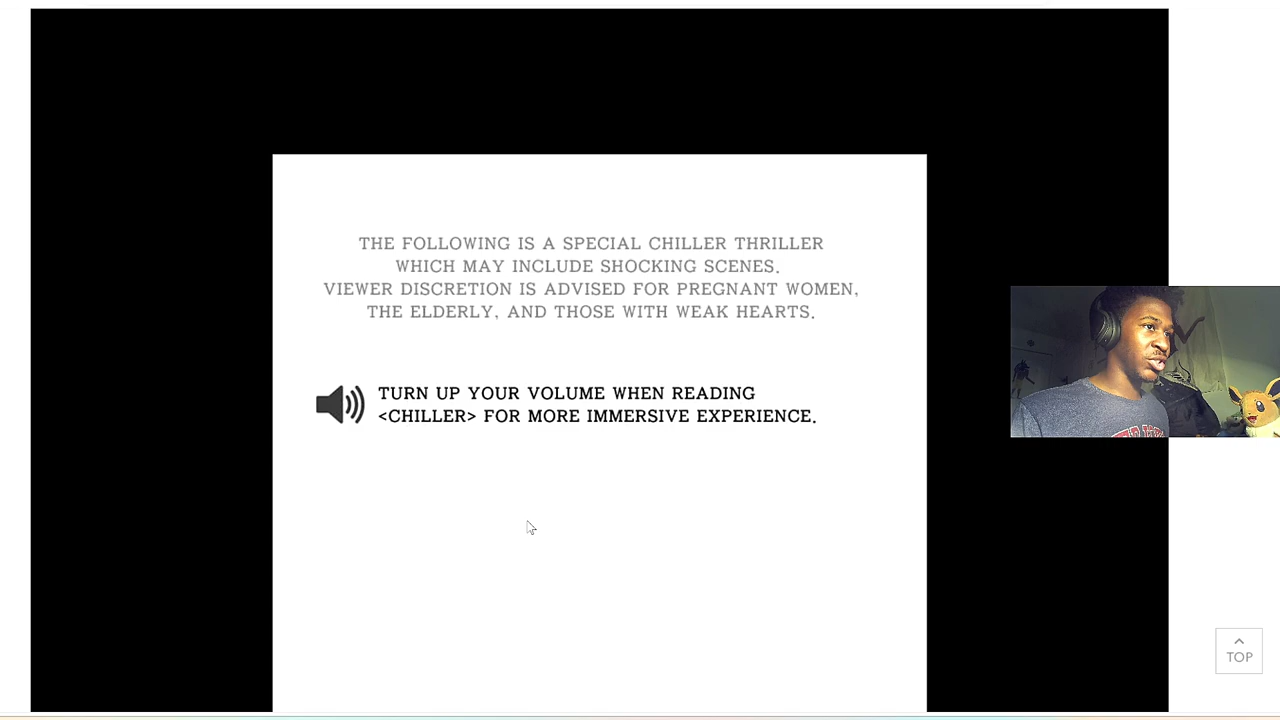 THE FOLLOWING IS A SPECIAL CHILLER THRILLER
WHICH MAY INCLUDE SHOCKING SCENES.
VIEWER DISCRETION IS ADVISED FOR PREGNANT WOMEN,
THE ELDERLY, AND THOSE WITH WEAK HEARTS.
TURN UP YOUR VOLUME WHEN READING
<CHILLER> FOR MORE IMMERSIVE EXPERIENCE.
TOP